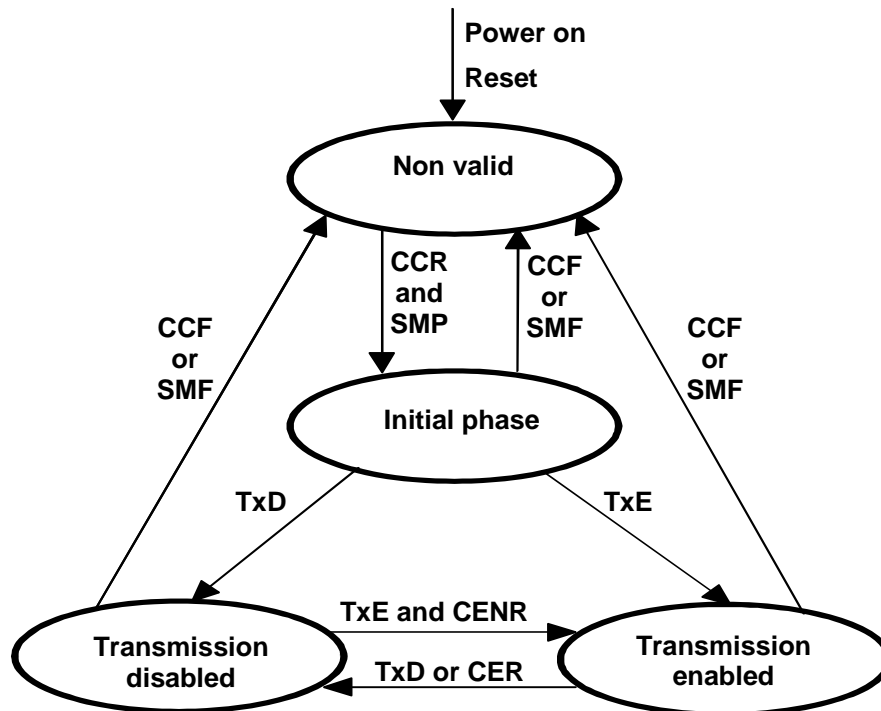 Power on
Reset
Non valid
CCR
and
SMP
CCF
or
SMF
CCF
or
SMF
CCF
or
SMF
Initial phase
TxD
TxE
TxE and CENR
Transmission
disabled
TxD or CER
Transmission
enabled